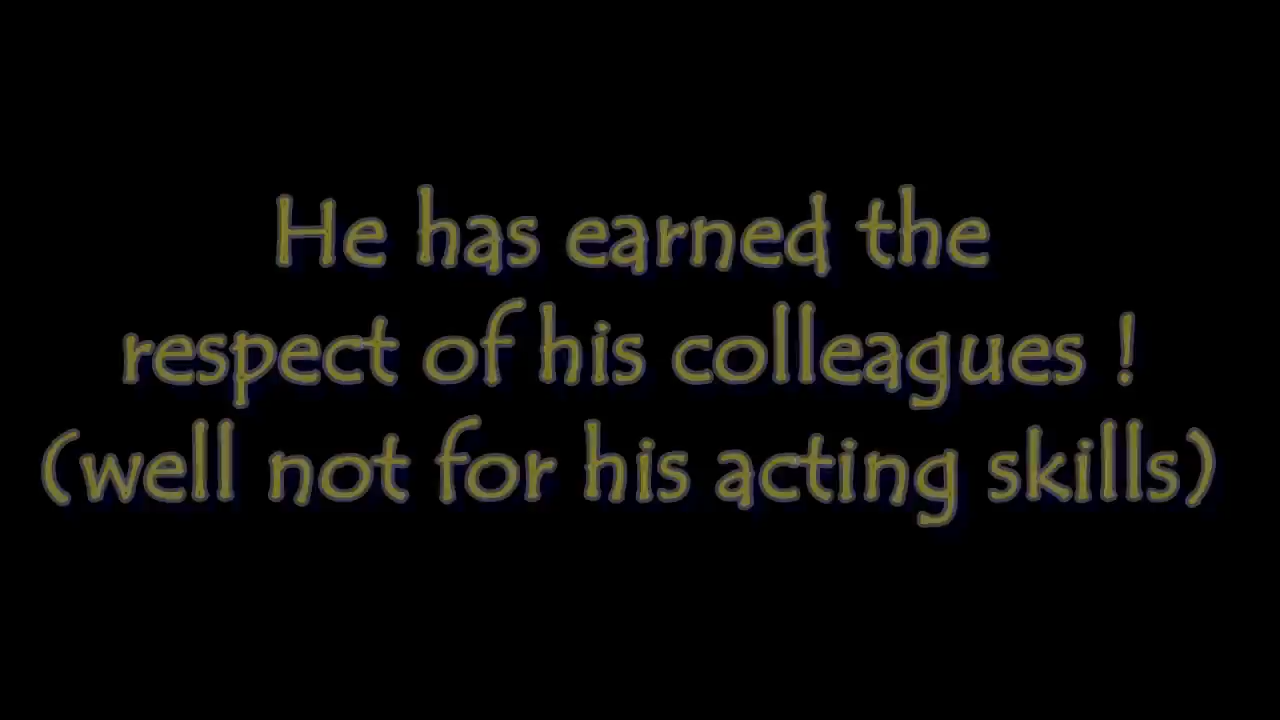 He has earned the
respect of his colleagues !
(well not for his acting skills)